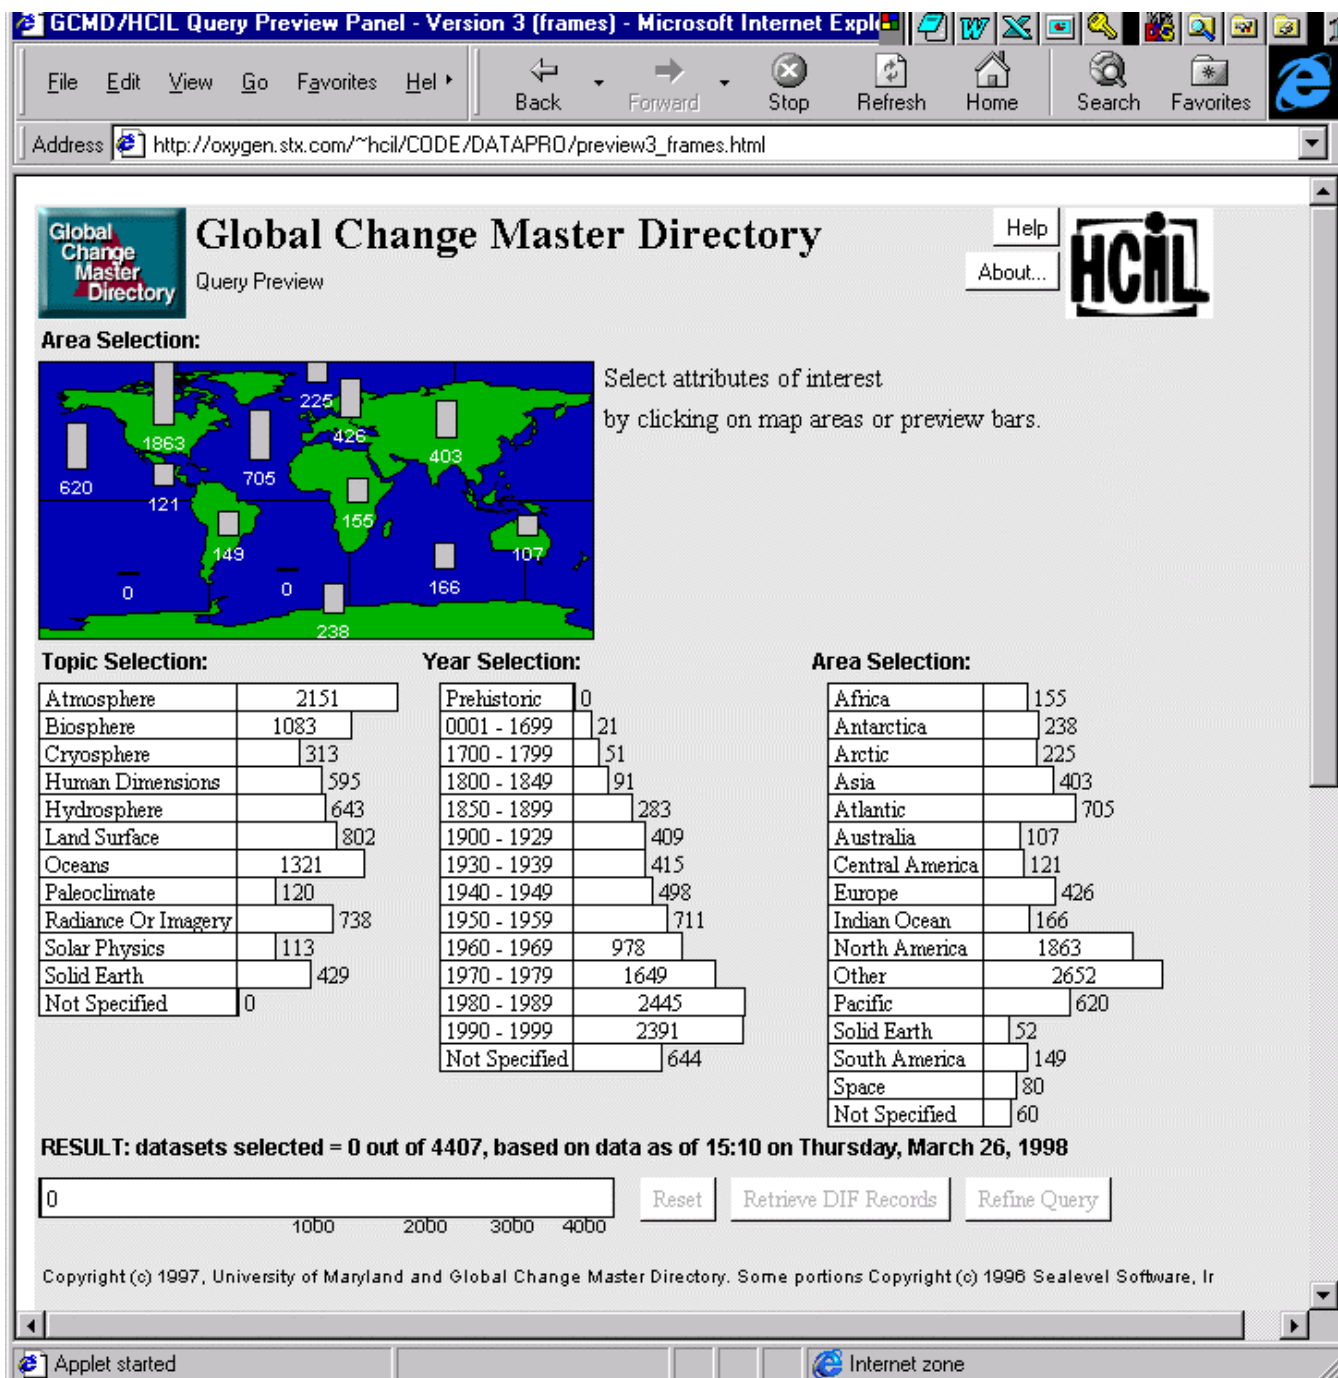 GCMD/HCIL Query Preview Panel - Version 3 (frames) - Microsoft Internet Expl
File Edit View Go Favorites Hel
Back Forward Stop Refresh Home Search Favorites
Address http://oxygen.stx.com/~hcil/CODE/DATAPRO/preview3_frames.html
Global Change Master Directory
Global Change Master Directory
Query Preview
Help
About...
HCIL
Area Selection:
Select attributes of interest
by clicking on map areas or preview bars.
225
426
1863
403
705
620
121
155
149
107
0
0
166
238
Topic Selection:
Atmosphere 2151
Biosphere 1083
Cryosphere 313
Human Dimensions 595
Hydrosphere 643
Land Surface 802
Oceans 1321
Paleoclimate 120
Radiance Or Imagery 738
Solar Physics 113
Solid Earth 429
Not Specified 0
Year Selection:
Prehistoric 0
0001 - 1699 21
1700 - 1799 51
1800 - 1849 91
1850 - 1899 283
1900 - 1929 409
1930 - 1939 415
1940 - 1949 498
1950 - 1959 711
1960 - 1969 978
1970 - 1979 1649
1980 - 1989 2445
1990 - 1999 2391
Not Specified 644
Area Selection:
Africa 155
Antarctica 238
Arctic 225
Asia 403
Atlantic 705
Australia 107
Central America 121
Europe 426
Indian Ocean 166
North America 1863
Other 2652
Pacific 620
Solid Earth 52
South America 149
Space 80
Not Specified 60
RESULT: datasets selected = 0 out of 4407, based on data as of 15:10 on Thursday, March 26, 1998
0
Reset Retrieve DIF Records Refine Query
1000 2000 3000 4000
Copyright (c) 1997, University of Maryland and Global Change Master Directory. Some portions Copyright (c) 1996 Sealevel Software, Ir
Applet started Internet zone